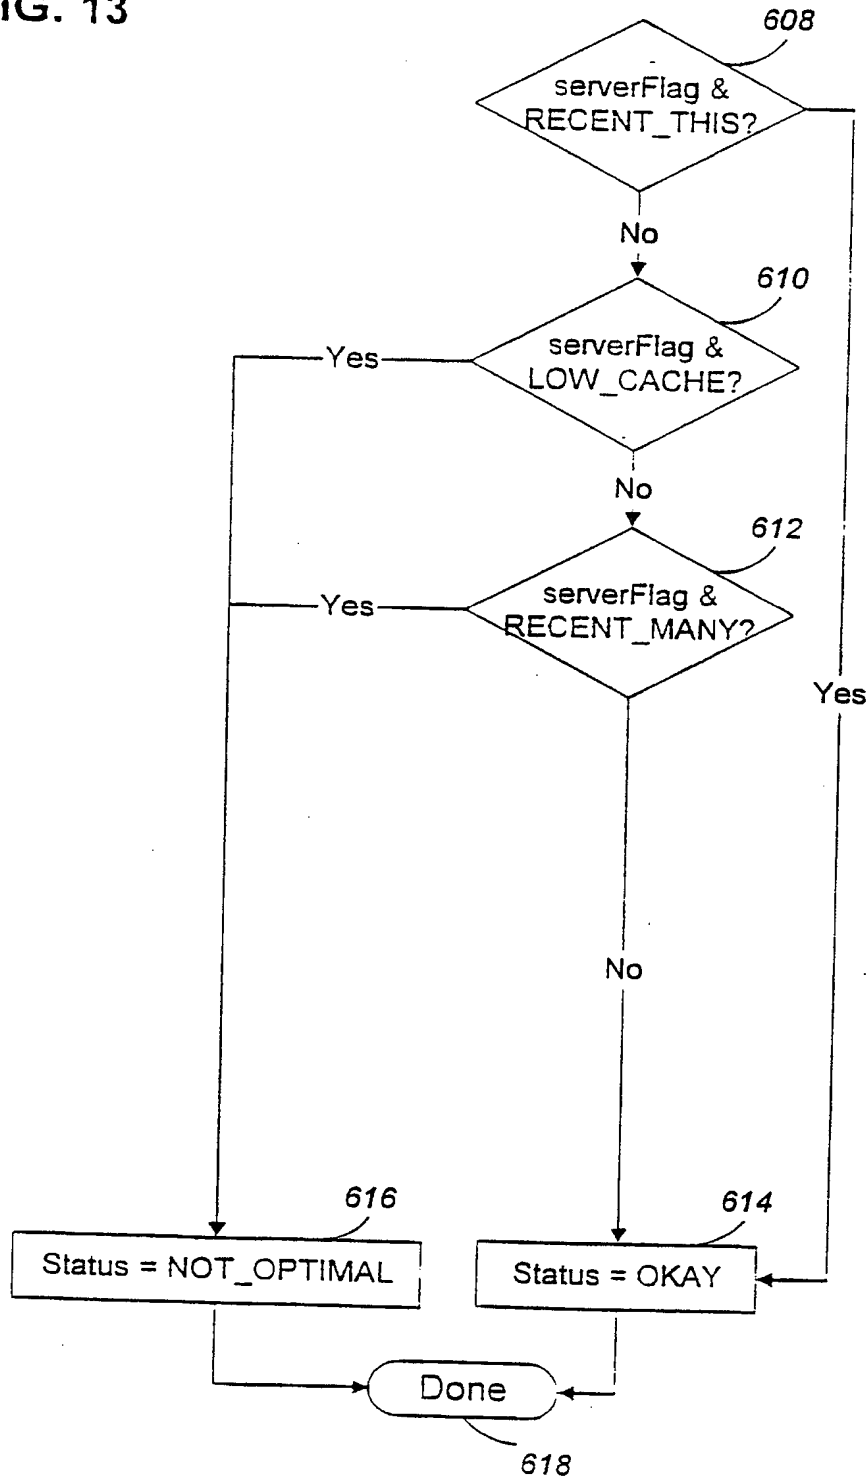 IG. 13
608
serverFlag &
RECENT_THIS?
No
610
serverFlag &
LOW_CACHE?
Yes
No
612
serverFlag &
RECENT_MANY?
Yes
Yes
No
616
Status = NOT_OPTIMAL
614
Status = OKAY
Done
618